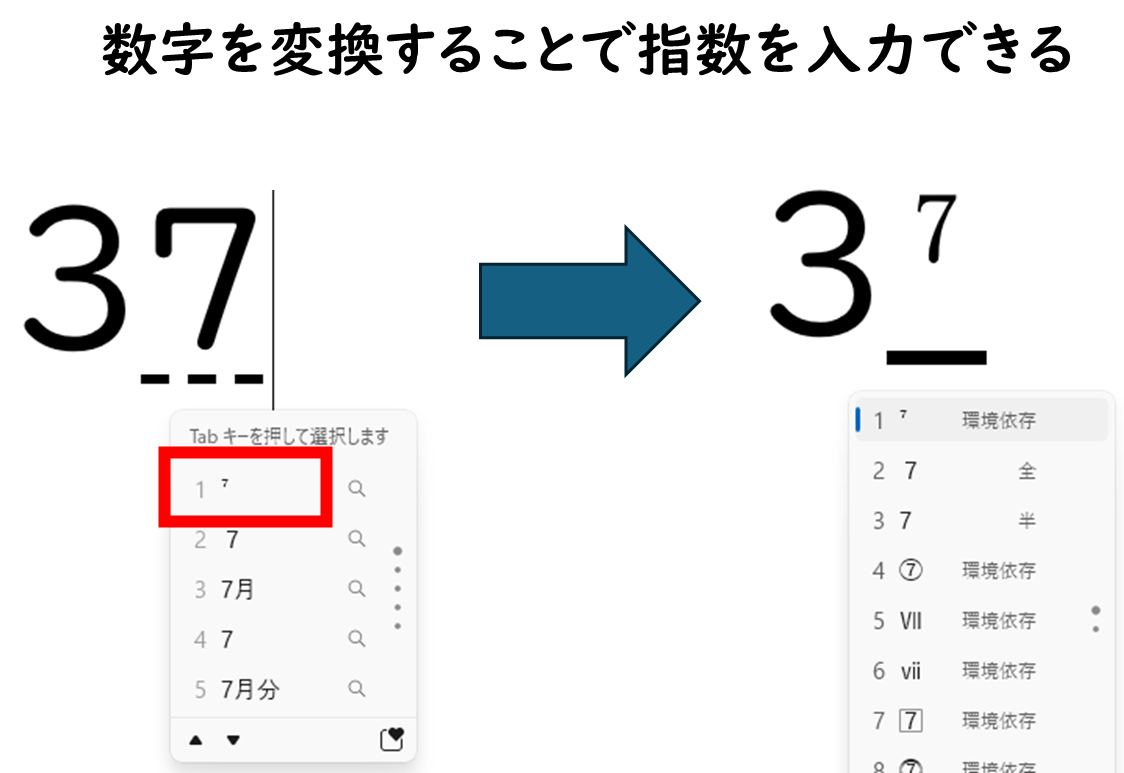 数字を変換することで指数を入力できる
37
3⁷
Tab キーを押して選択します
1 ⁷
2 7
3 7月
4 7
5 7月分
1 ⁷ 環境依存
2 7 全
3 7 半
4 ⑦ 環境依存
5 Ⅶ 環境依存
6 ⅶ 環境依存
7 7 環境依存
8 ⑦ 環境依存